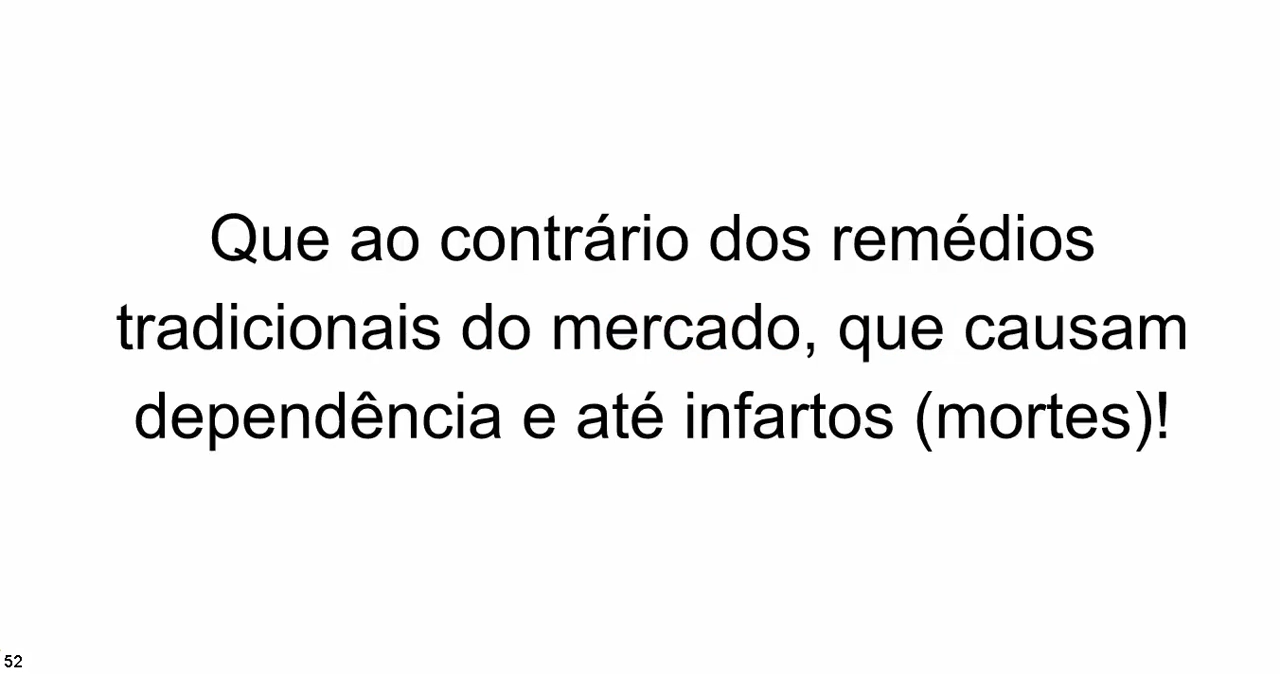 Que ao contrário dos remédios
tradicionais do mercado, que causam
dependência e até infartos (mortes)!
52